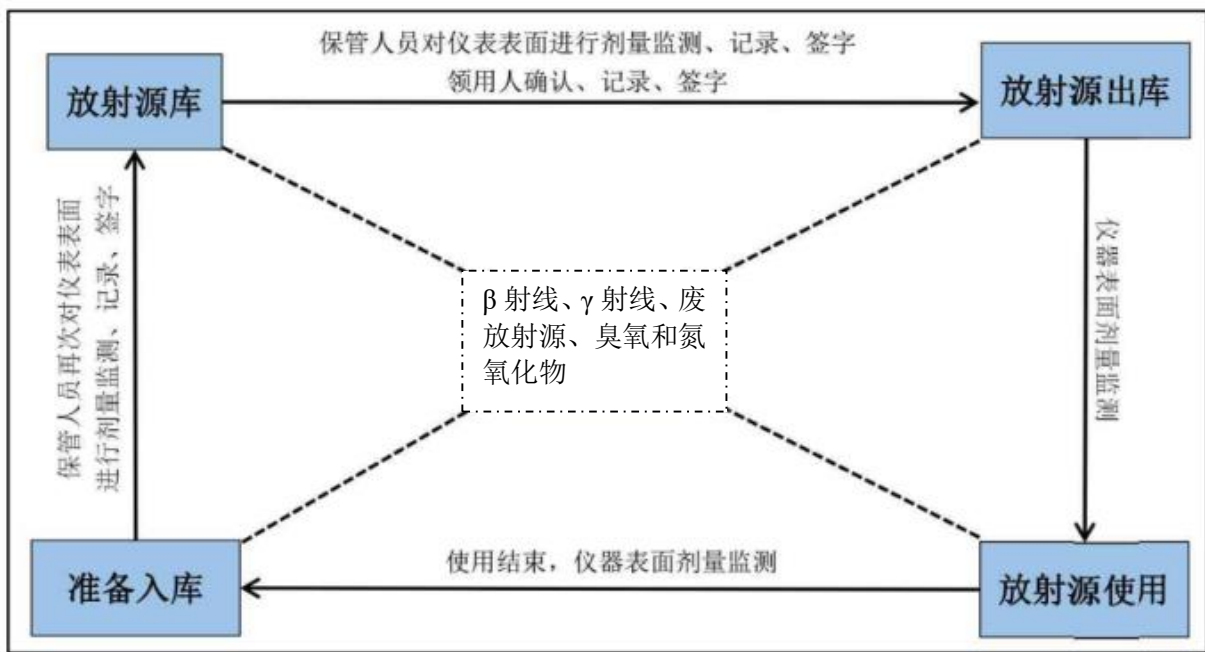 保管人员对仪表表面进行剂量监测、记录、签字
领用人确认、记录、签字
放射源库
放射源出库
保管人员再次对仪表表面
进行剂量监测、记录、签字
β 射线、γ 射线、废
放射源、臭氧和氮
氧化物
仪器表面剂量监测
使用结束，仪器表面剂量监测
准备入库
放射源使用